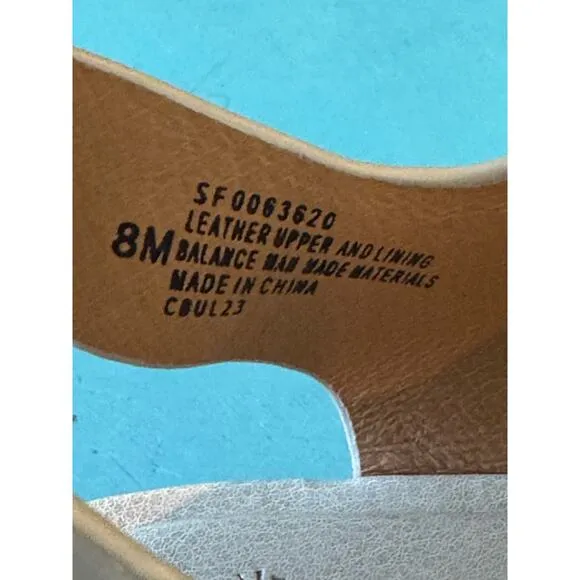 SF0063620
LEATHER UPPER AND LINING
8M BALANCE MAN MADE MATERIALS
MADE IN CHINA
CBUL23